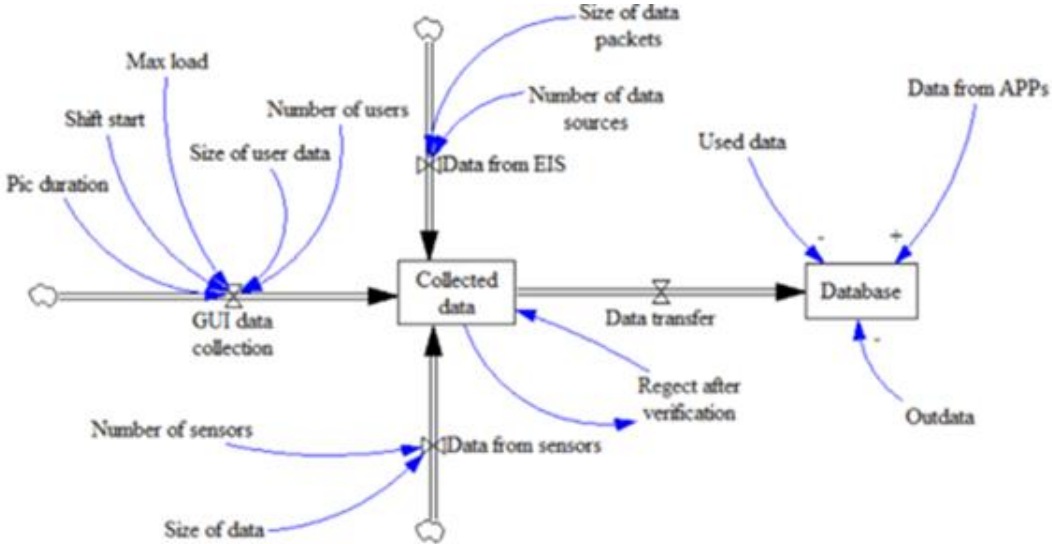 Size of data
packets
Max load
Data from APPs
Number of data
sources
Number of users
Shift start
Used data
Size of user data
Data from EIS
Pic duration
-
+
Collected
data
Database
GUI data
collection
Data transfer
-
Regect after
verification
Outdata
Number of sensors
Data from sensors
Size of data